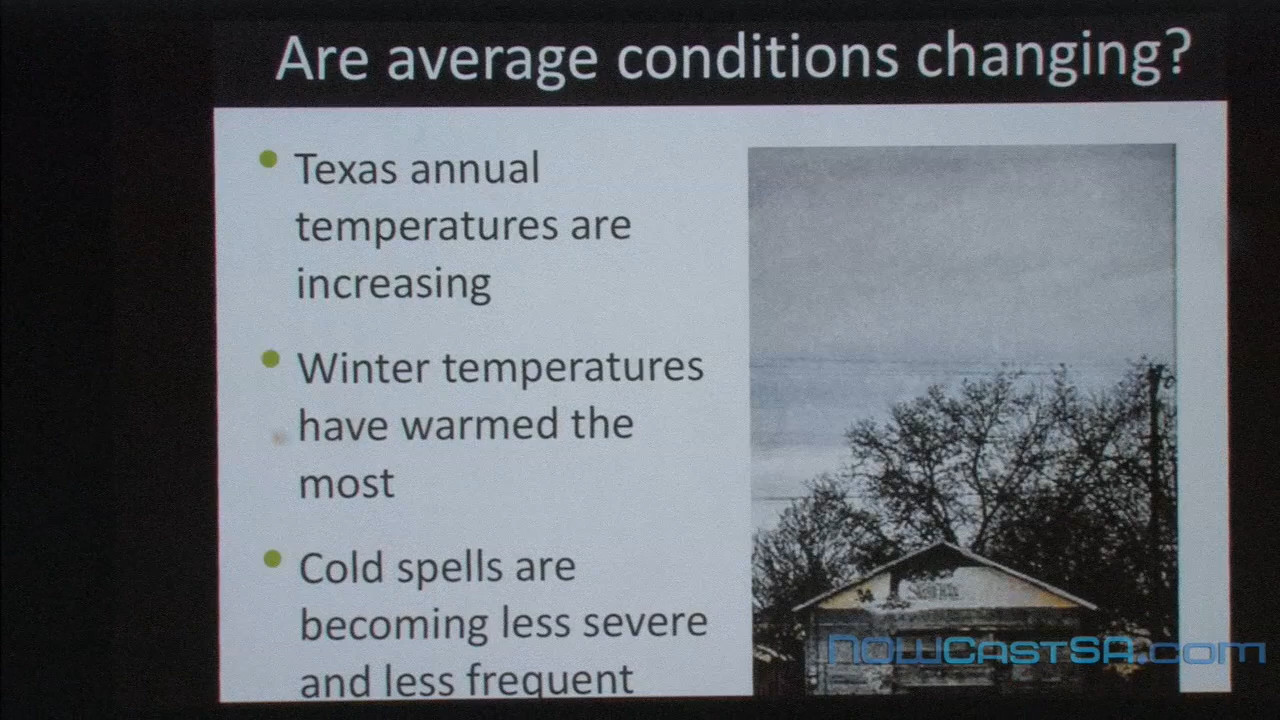 Are average conditions changing?
Texas annual
temperatures are
increasing
Winter temperatures
have warmed the
most
Cold spells are
becoming less severe
and less frequent
NOWCastSA.com